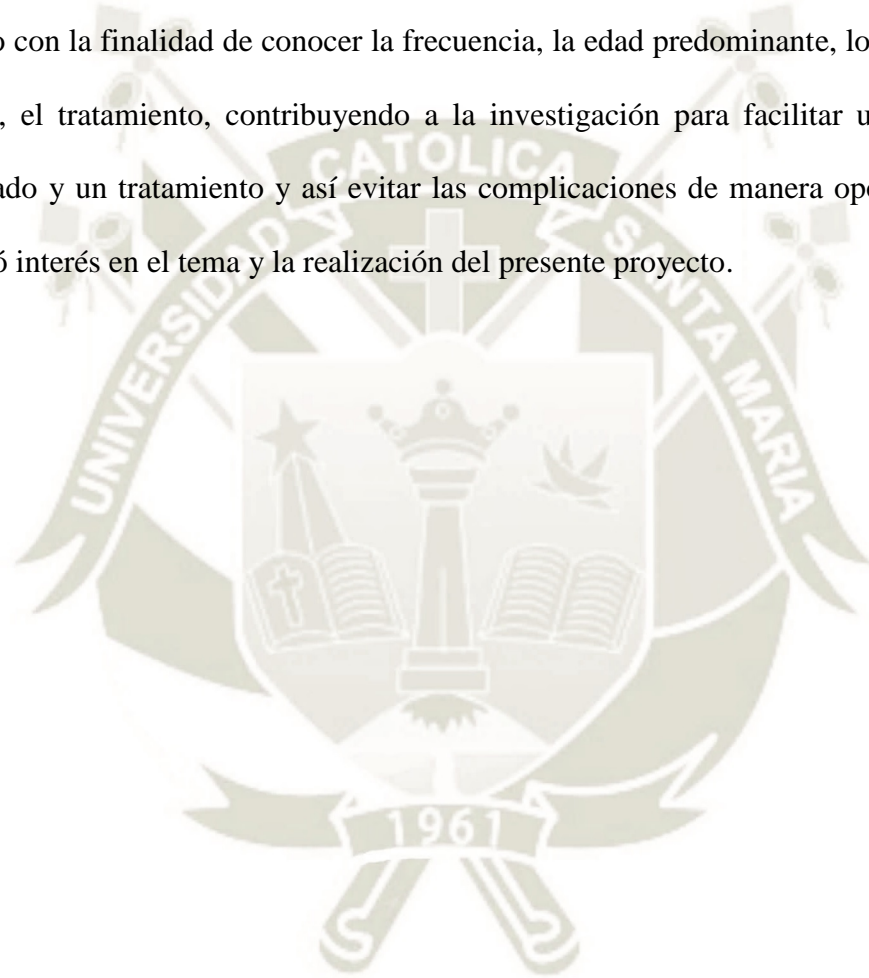 o con la finalidad de conocer la frecuencia, la edad predominante, lo
, el tratamiento, contribuyendo a la investigación para facilitar u
ado y un tratamiento y así evitar las complicaciones de manera op
ó interés en el tema y la realización del presente proyecto.
UNIVERSIDAD CATOLICA SANTA MARIA
1961